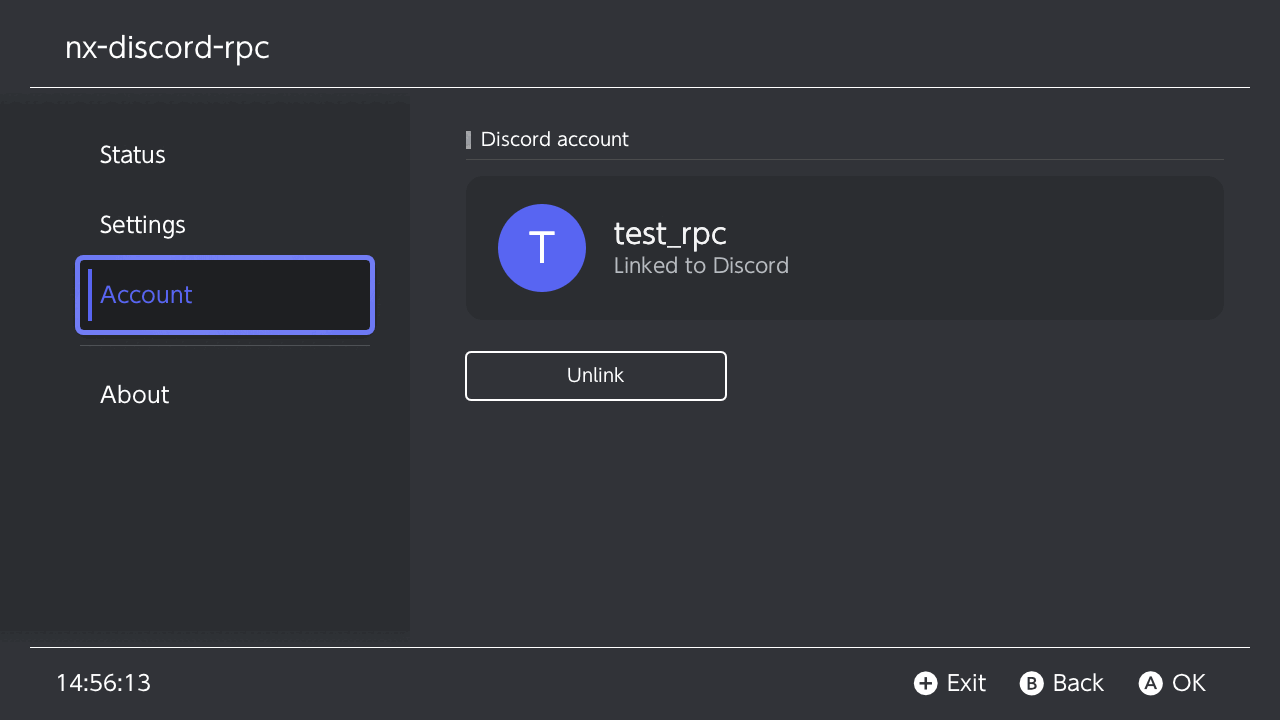 nx-discord-rpc
Status
Settings
Account
About
Discord account
T
test_rpc
Linked to Discord
Unlink
14:56:13
+ Exit B Back A OK